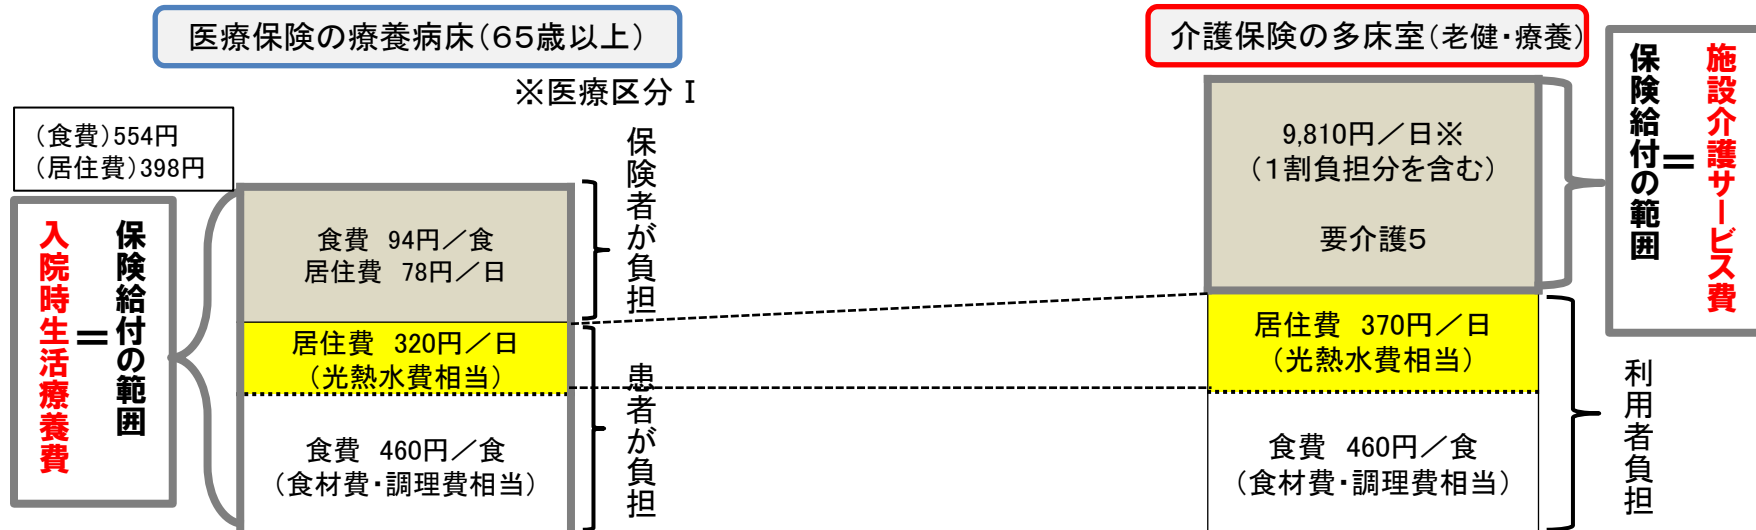 医療保険の療養病床（65歳以上）
※医療区分Ⅰ
（食費）554円
（居住費）398円
入院時生活療養費
＝
保険給付の範囲
食費　94円／食
居住費　78円／日
居住費　320円／日
（光熱水費相当）
食費　460円／食
（食材費・調理費相当）
保険者が負担
患者が負担
介護保険の多床室（老健・療養）
9,810円／日※
（１割負担分を含む）
要介護５
居住費　370円／日
（光熱水費相当）
食費　460円／食
（食材費・調理費相当）
保険給付の範囲
＝
施設介護サービス費
利用者負担